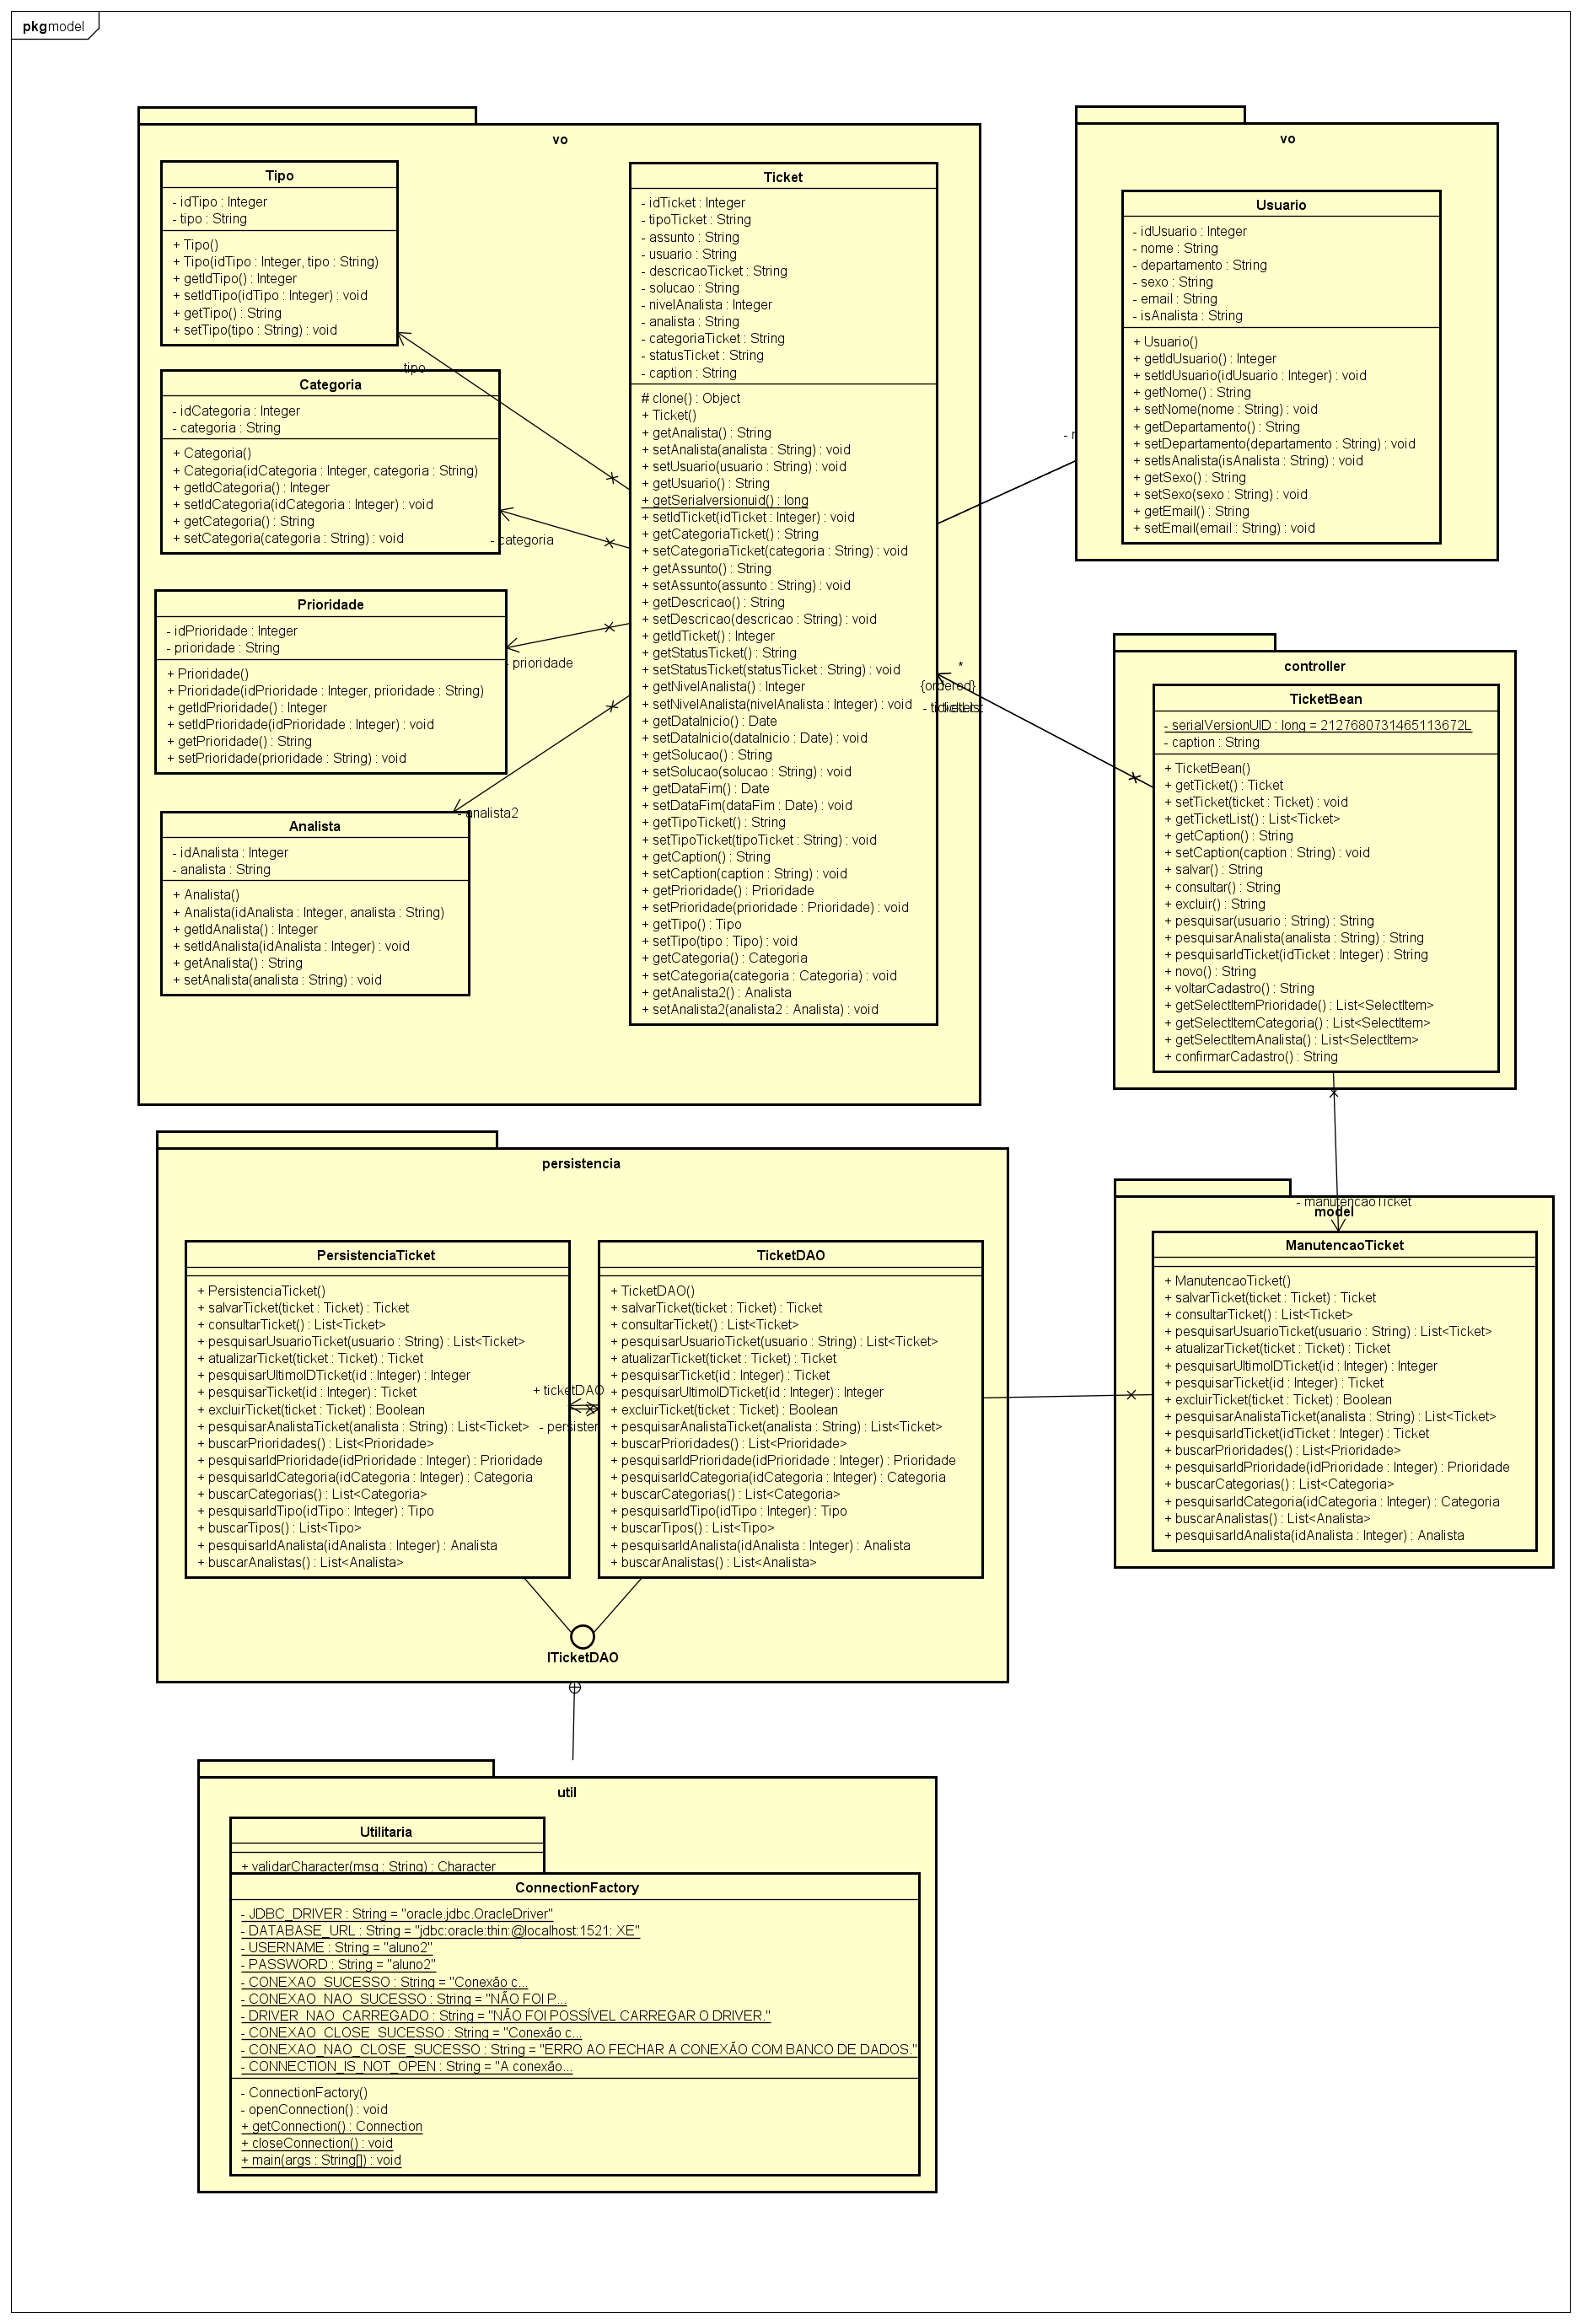 pkg model
vo
Tipo
- idTipo : Integer
- tipo : String
+ Tipo()
+ Tipo(idTipo : Integer, tipo : String)
+ getIdTipo() : Integer
+ setIdTipo(idTipo : Integer) : void
+ getTipo() : String
+ setTipo(tipo : String) : void
tipo
Categoria
- idCategoria : Integer
- categoria : String
+ Categoria()
+ Categoria(idCategoria : Integer, categoria : String)
+ getIdCategoria() : Integer
+ setIdCategoria(idCategoria : Integer) : void
+ getCategoria() : String
+ setCategoria(categoria : String) : void
- categoria
Prioridade
- idPrioridade : Integer
- prioridade : String
+ Prioridade()
+ Prioridade(idPrioridade : Integer, prioridade : String)
+ getIdPrioridade() : Integer
+ setIdPrioridade(idPrioridade : Integer) : void
+ getPrioridade() : String
+ setPrioridade(prioridade : String) : void
- prioridade
Analista
- idAnalista : Integer
- analista : String
+ Analista()
+ Analista(idAnalista : Integer, analista : String)
+ getIdAnalista() : Integer
+ setIdAnalista(idAnalista : Integer) : void
+ getAnalista() : String
+ setAnalista(analista : String) : void
- analista2
Ticket
- idTicket : Integer
- tipoTicket : String
- assunto : String
- usuario : String
- descricaoTicket : String
- solucao : String
- nivelAnalista : Integer
- analista : String
- categoriaTicket : String
- statusTicket : String
- caption : String
# clone() : Object
+ Ticket()
+ getAnalista() : String
+ setAnalista(analista : String) : void
+ setUsuario(usuario : String) : void
+ getUsuario() : String
+ getSerialversionuid() : long
+ setIdTicket(idTicket : Integer) : void
+ getCategoriaTicket() : String
+ setCategoriaTicket(categoria : String) : void
+ getAssunto() : String
+ setAssunto(assunto : String) : void
+ getDescricao() : String
+ setDescricao(descricao : String) : void
+ getIdTicket() : Integer
+ getStatusTicket() : String
+ setStatusTicket(statusTicket : String) : void
+ getNivelAnalista() : Integer
+ setNivelAnalista(nivelAnalista : Integer) : void
+ getDataInicio() : Date
+ setDataInicio(dataInicio : Date) : void
+ getSolucao() : String
+ setSolucao(solucao : String) : void
+ getDataFim() : Date
+ setDataFim(dataFim : Date) : void
+ getTipoTicket() : String
+ setTipoTicket(tipoTicket : String) : void
+ getCaption() : String
+ setCaption(caption : String) : void
+ getPrioridade() : Prioridade
+ setPrioridade(prioridade : Prioridade) : void
+ getTipo() : Tipo
+ setTipo(tipo : Tipo) : void
+ getCategoria() : Categoria
+ setCategoria(categoria : Categoria) : void
+ getAnalista2() : Analista
+ setAnalista2(analista2 : Analista) : void
*
{ordered}
vo
Usuario
- idUsuario : Integer
- nome : String
- departamento : String
- sexo : String
- email : String
- isAnalista : String
+ Usuario()
+ getIdUsuario() : Integer
+ setIdUsuario(idUsuario : Integer) : void
+ getNome() : String
+ setNome(nome : String) : void
+ getDepartamento() : String
+ setDepartamento(departamento : String) : void
+ setIsAnalista(isAnalista : String) : void
+ getSexo() : String
+ setSexo(sexo : String) : void
+ getEmail() : String
+ setEmail(email : String) : void
controller
TicketBean
- serialVersionUID : long = 2127680731465113672L
- caption : String
+ TicketBean()
+ getTicket() : Ticket
+ setTicket(ticket : Ticket) : void
+ getTicketList() : List<Ticket>
+ getCaption() : String
+ setCaption(caption : String) : void
+ salvar() : String
+ consultar() : String
+ excluir() : String
+ pesquisar(usuario : String) : String
+ pesquisarAnalista(analista : String) : String
+ pesquisarIdTicket(idTicket : Integer) : String
+ novo() : String
+ voltarCadastro() : String
+ getSelectItemPrioridade() : List<SelectItem>
+ getSelectItemCategoria() : List<SelectItem>
+ getSelectItemAnalista() : List<SelectItem>
+ confirmarCadastro() : String
- manutencaoTicket
model
ManutencaoTicket
+ ManutencaoTicket()
+ salvarTicket(ticket : Ticket) : Ticket
+ consultarTicket() : List<Ticket>
+ pesquisarUsuarioTicket(usuario : String) : List<Ticket>
+ atualizarTicket(ticket : Ticket) : Ticket
+ pesquisarUltimoIDTicket(id : Integer) : Integer
+ pesquisarTicket(id : Integer) : Ticket
+ excluirTicket(ticket : Ticket) : Boolean
+ pesquisarAnalistaTicket(analista : String) : List<Ticket>
+ pesquisarIdTicket(idTicket : Integer) : Ticket
+ buscarPrioridades() : List<Prioridade>
+ pesquisarIdPrioridade(idPrioridade : Integer) : Prioridade
+ buscarCategorias() : List<Categoria>
+ pesquisarIdCategoria(idCategoria : Integer) : Categoria
+ buscarAnalistas() : List<Analista>
+ pesquisarIdAnalista(idAnalista : Integer) : Analista
persistencia
PersistenciaTicket
+ PersistenciaTicket()
+ salvarTicket(ticket : Ticket) : Ticket
+ consultarTicket() : List<Ticket>
+ pesquisarUsuarioTicket(usuario : String) : List<Ticket>
+ atualizarTicket(ticket : Ticket) : Ticket
+ pesquisarUltimoIDTicket(id : Integer) : Integer
+ pesquisarTicket(id : Integer) : Ticket
+ excluirTicket(ticket : Ticket) : Boolean
+ pesquisarAnalistaTicket(analista : String) : List<Ticket>
+ buscarPrioridades() : List<Prioridade>
+ pesquisarIdPrioridade(idPrioridade : Integer) : Prioridade
+ pesquisarIdCategoria(idCategoria : Integer) : Categoria
+ buscarCategorias() : List<Categoria>
+ pesquisarIdTipo(idTipo : Integer) : Tipo
+ buscarTipos() : List<Tipo>
+ pesquisarIdAnalista(idAnalista : Integer) : Analista
+ buscarAnalistas() : List<Analista>
+ ticketDAO
- persisten
TicketDAO
+ TicketDAO()
+ salvarTicket(ticket : Ticket) : Ticket
+ consultarTicket() : List<Ticket>
+ pesquisarUsuarioTicket(usuario : String) : List<Ticket>
+ atualizarTicket(ticket : Ticket) : Ticket
+ pesquisarTicket(id : Integer) : Ticket
+ pesquisarUltimoIDTicket(id : Integer) : Integer
+ excluirTicket(ticket : Ticket) : Boolean
+ pesquisarAnalistaTicket(analista : String) : List<Ticket>
+ buscarPrioridades() : List<Prioridade>
+ pesquisarIdPrioridade(idPrioridade : Integer) : Prioridade
+ pesquisarIdCategoria(idCategoria : Integer) : Categoria
+ buscarCategorias() : List<Categoria>
+ pesquisarIdTipo(idTipo : Integer) : Tipo
+ buscarTipos() : List<Tipo>
+ pesquisarIdAnalista(idAnalista : Integer) : Analista
+ buscarAnalistas() : List<Analista>
ITicketDAO
util
Utilitaria
+ validarCharacter(msg : String) : Character
ConnectionFactory
- JDBC_DRIVER : String = "oracle.jdbc.OracleDriver"
- DATABASE_URL : String = "jdbc:oracle:thin:@localhost:1521: XE"
- USERNAME : String = "aluno2"
- PASSWORD : String = "aluno2"
- CONEXAO_SUCESSO : String = "Conexão c...
- CONEXAO_NAO_SUCESSO : String = "NÃO FOI P...
- DRIVER_NAO_CARREGADO : String = "NÃO FOI POSSÍVEL CARREGAR O DRIVER."
- CONEXAO_CLOSE_SUCESSO : String = "Conexão c...
- CONEXAO_NAO_CLOSE_SUCESSO : String = "ERRO AO FECHAR A CONEXÃO COM BANCO DE DADOS."
- CONNECTION_IS_NOT_OPEN : String = "A conexão...
- ConnectionFactory()
- openConnection() : void
+ getConnection() : Connection
+ closeConnection() : void
+ main(args : String[]) : void